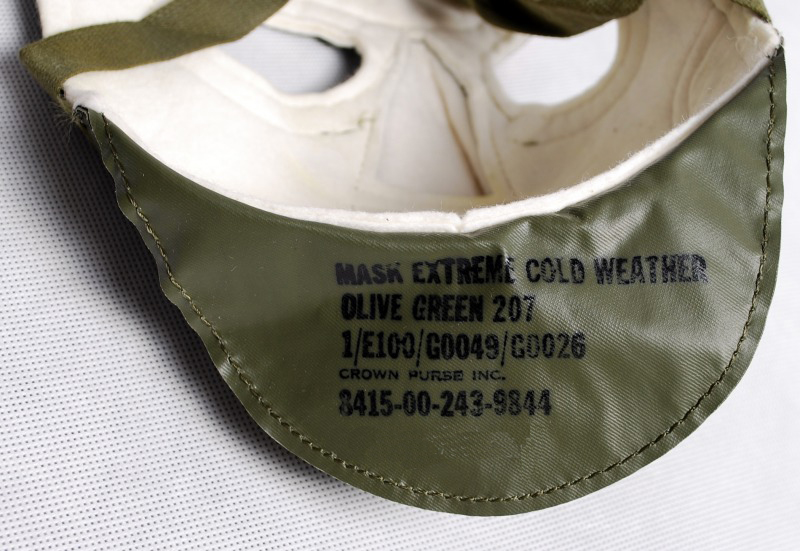 MASK EXTREME COLD WEATHER
OLIVE GREEN 207
1/E100/G0049/G0026
CROWN PURSE INC.
8415-00-243-9844